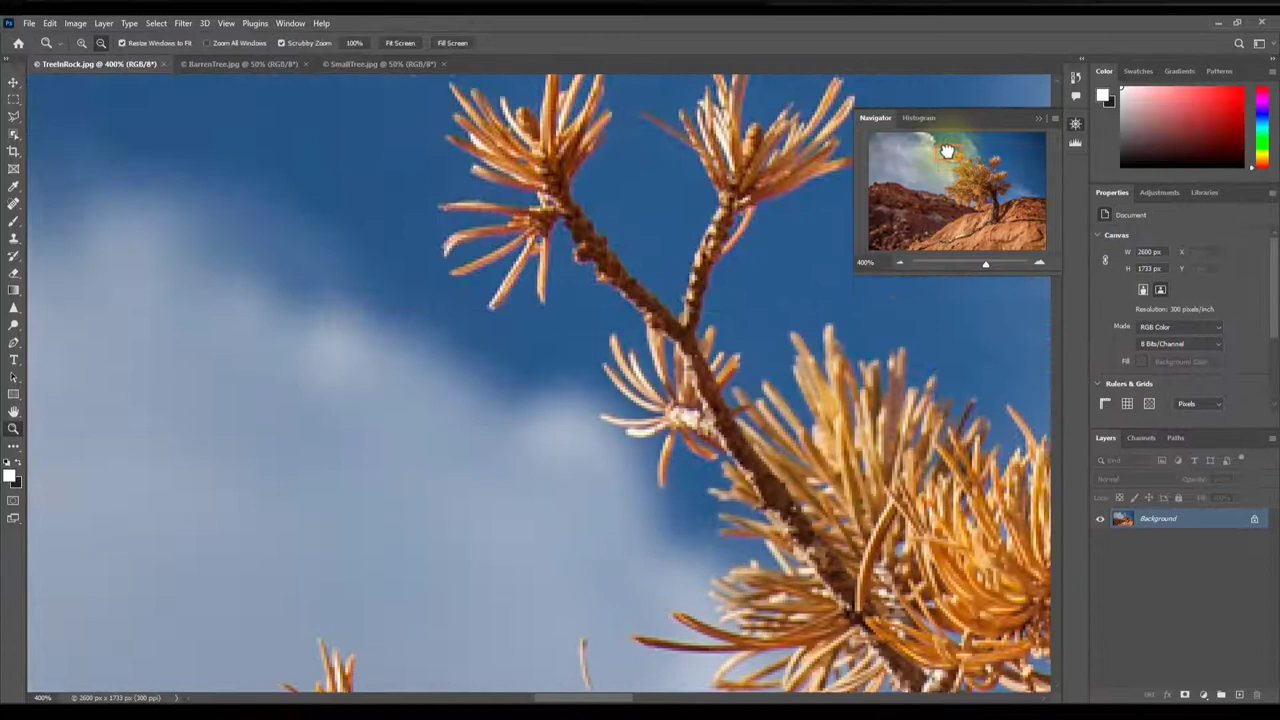 Ps File Edit Image Layer Type Select Filter 3D View Plugins Window Help
Resize Windows to Fit Zoom All Windows Scrubby Zoom 100% Fit Screen Fill Screen
© TreeInRock.jpg @ 400% (RGB/8*) × © BarrenTree.jpg @ 50% (RGB/8*) × © SmallTree.jpg @ 50% (RGB/8*) ×
Color Swatches Gradients Patterns
Navigator Histogram
400%
Properties Adjustments Libraries
Document
Canvas
W 2600 px X
H 1733 px Y
Resolution: 300 pixels/inch
Mode RGB Color
8 Bits/Channel
Fill Background Color
Rulers & Grids
Pixels
Layers Channels Paths
Kind
Normal Opacity:
Lock: Fill:
Background
400% © 2600 px x 1733 px (300 ppi)